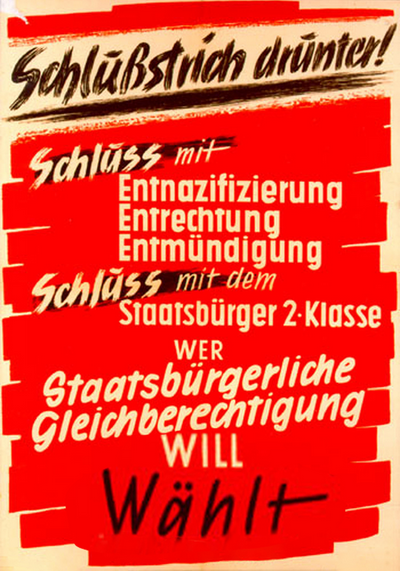 Schlußstrich drunter!
Schluss mit
Entnazifizierung
Entrechtung
Entmündigung
Schluss mit dem
Staatsbürger 2·Klasse
WER
Staatsbürgerliche
Gleichberechtigung
WILL
Wählt